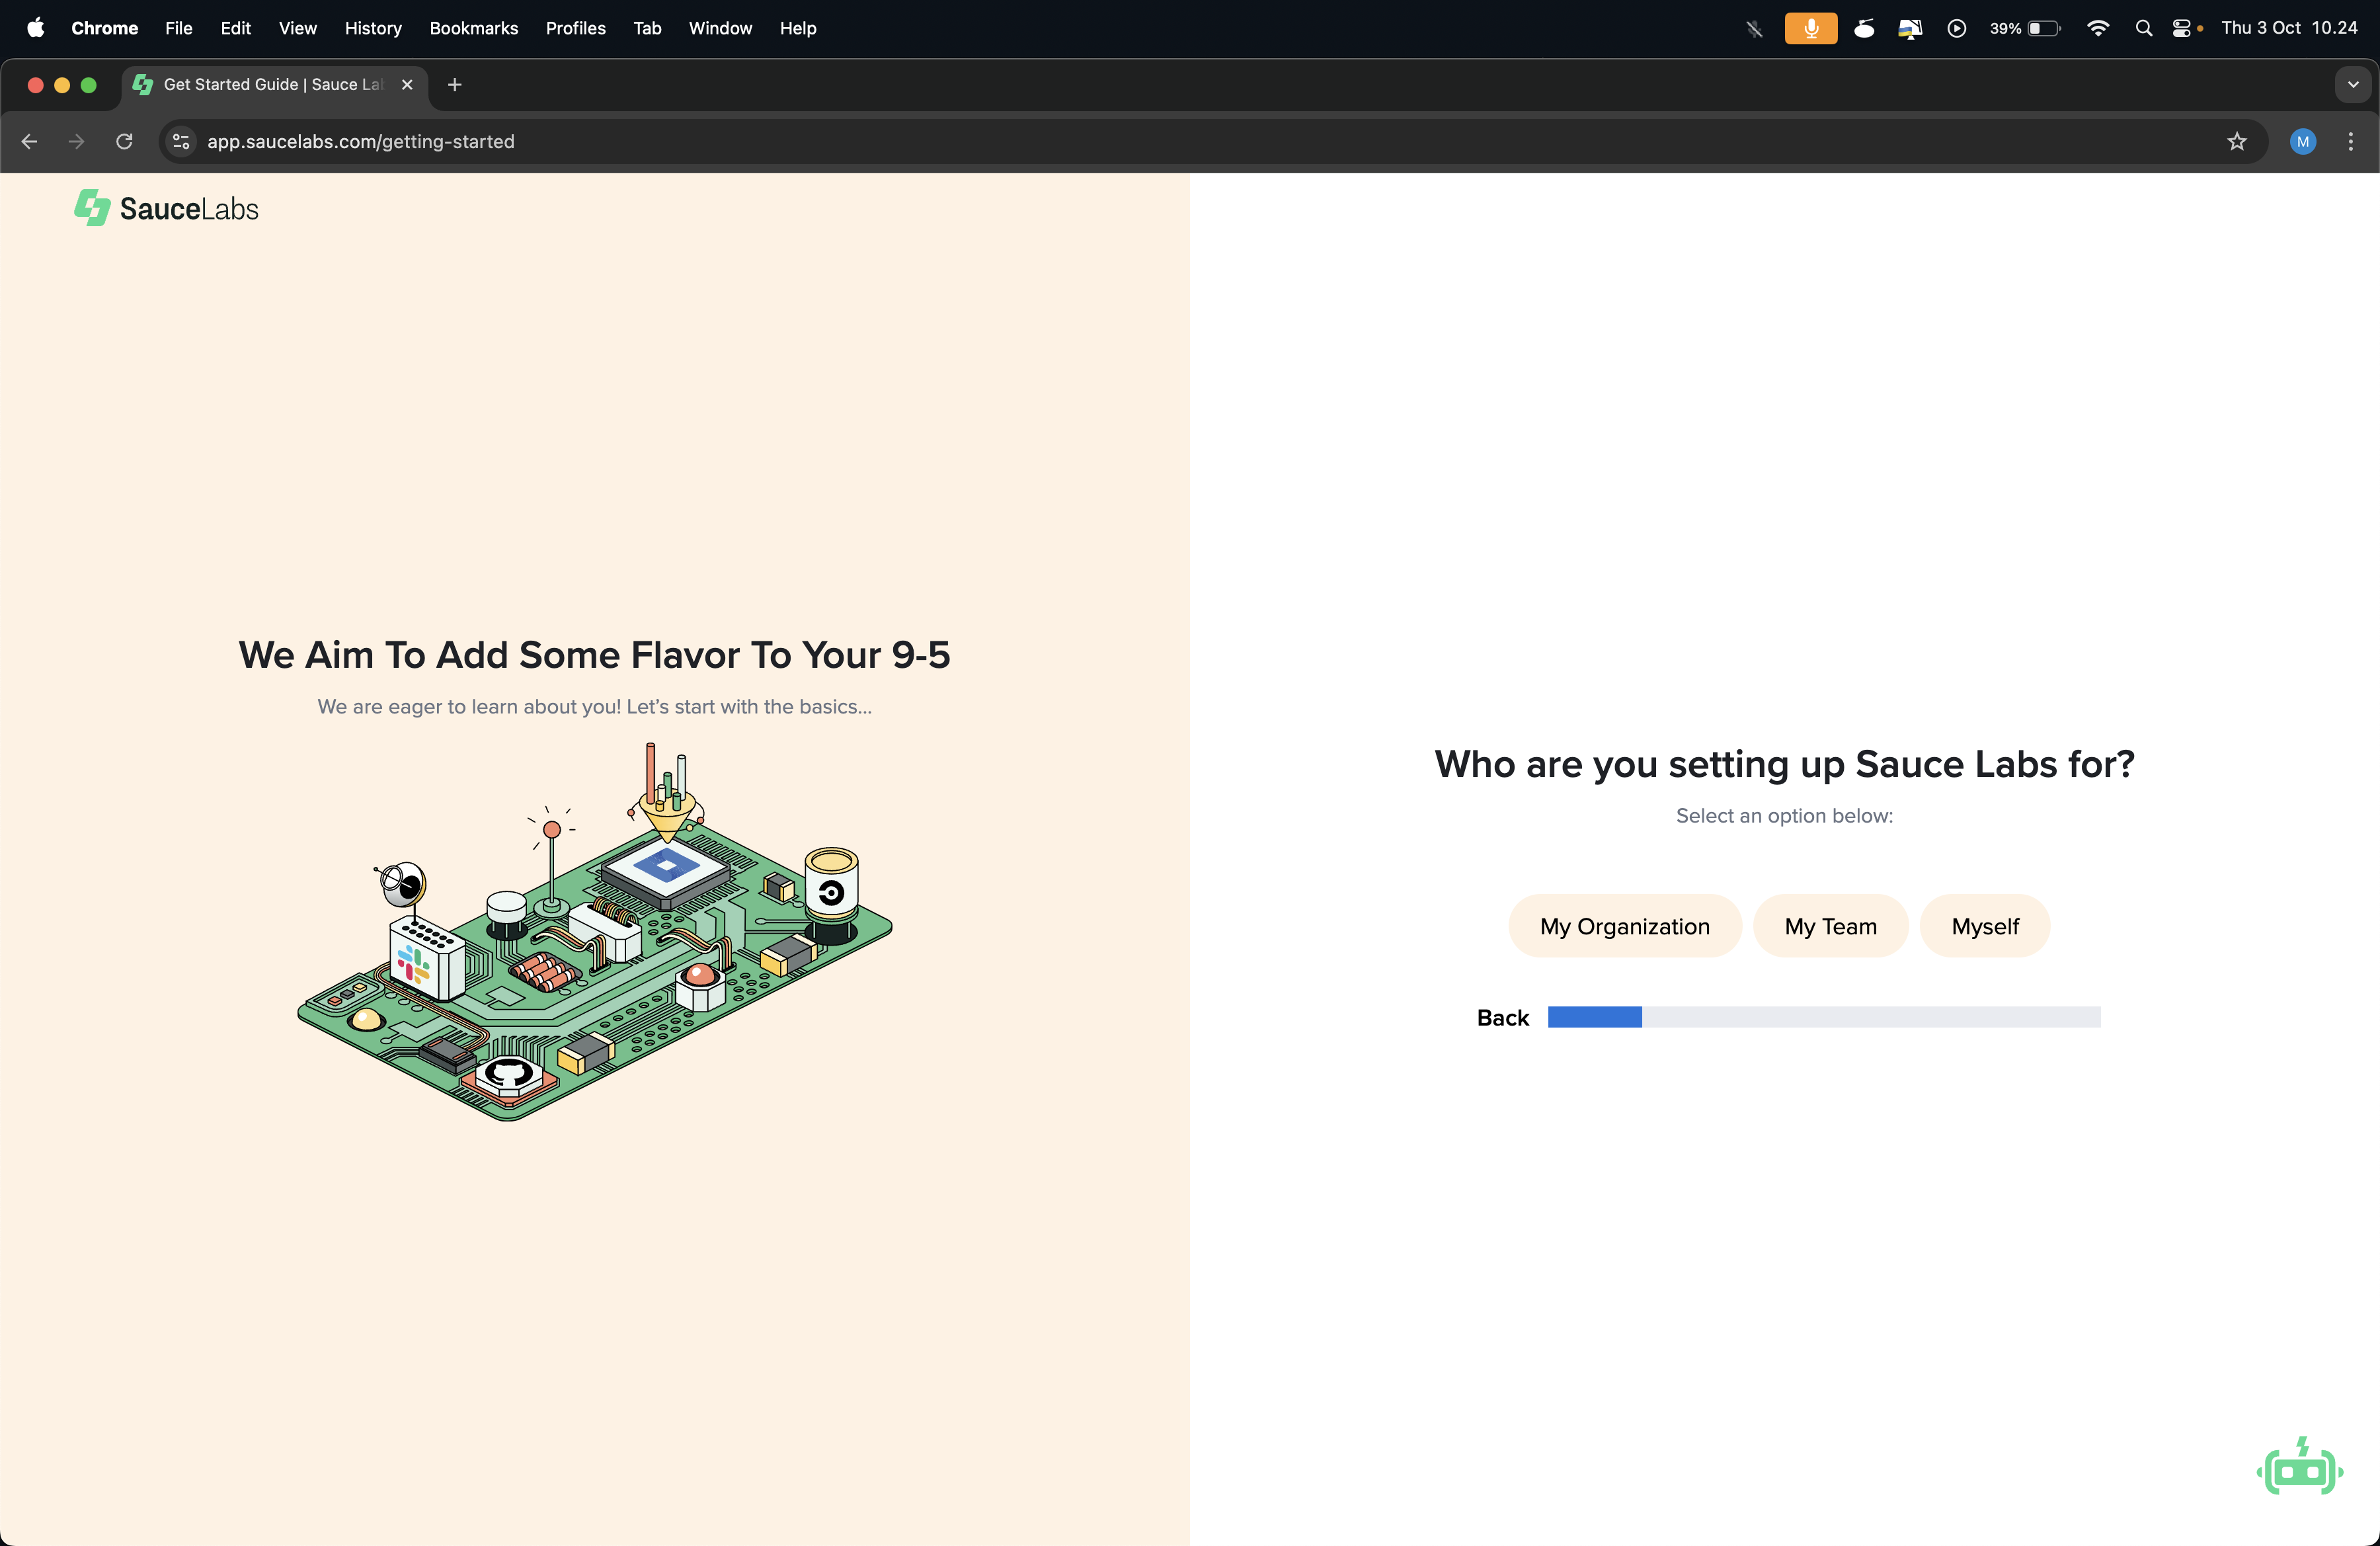 Chrome File Edit View History Bookmarks Profiles Tab Window Help 39% Thu 3 Oct 10.24
Get Started Guide | Sauce La
app.saucelabs.com/getting-started M
SauceLabs
We Aim To Add Some Flavor To Your 9-5
We are eager to learn about you! Let's start with the basics...
Who are you setting up Sauce Labs for?
Select an option below:
My Organization My Team Myself
Back